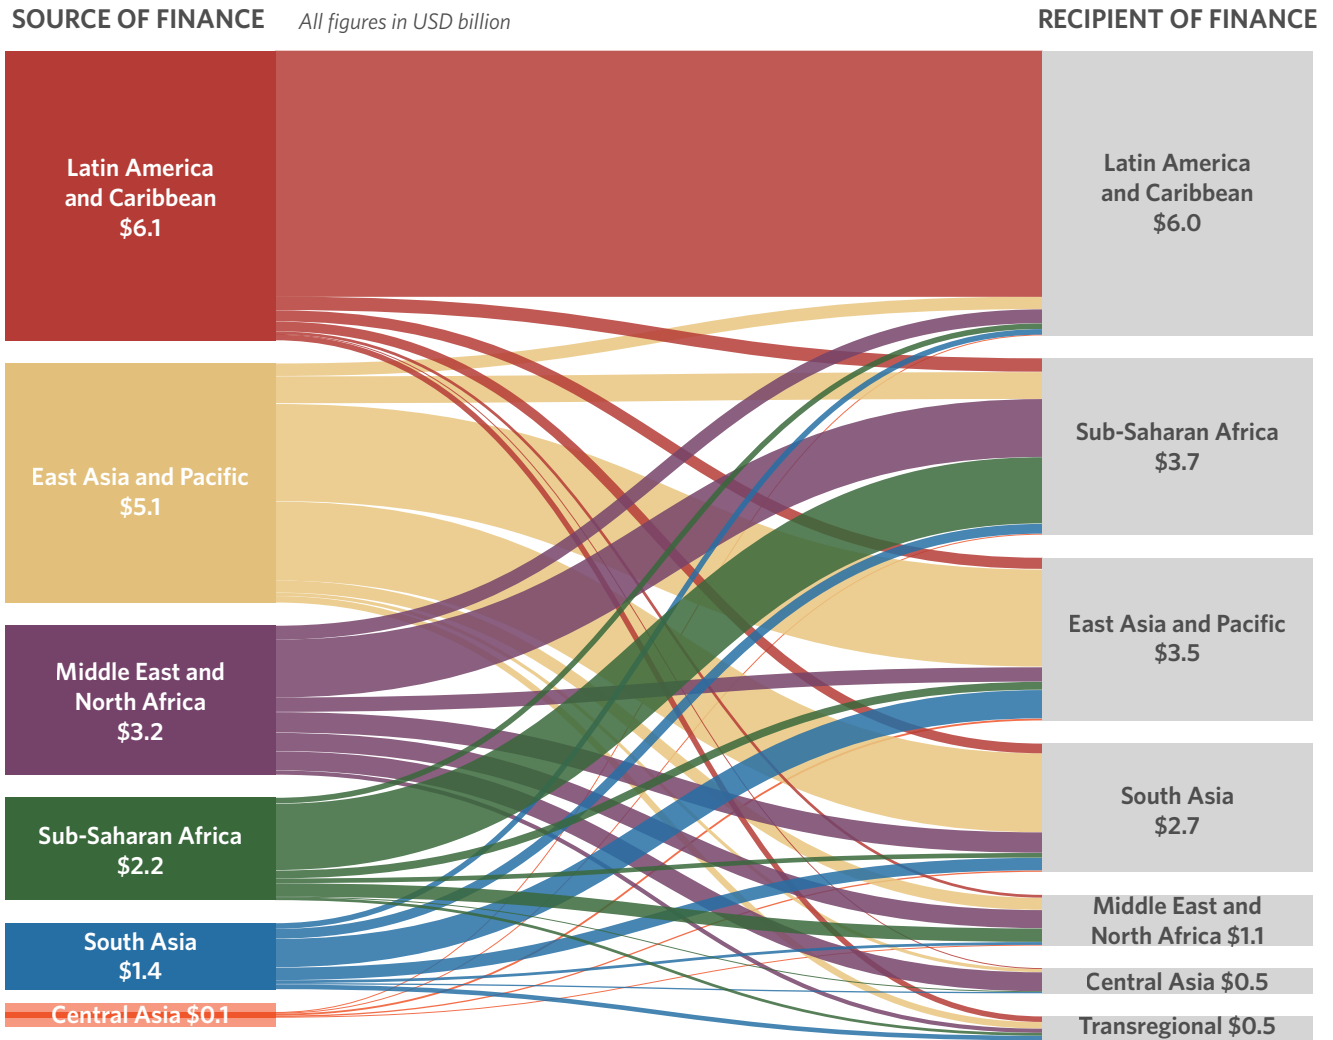 SOURCE OF FINANCE
All figures in USD billion
RECIPIENT OF FINANCE
Latin America
and Caribbean
$6.1
East Asia and Pacific
$5.1
Middle East and
North Africa
$3.2
Sub-Saharan Africa
$2.2
South Asia
$1.4
Central Asia $0.1
Latin America
and Caribbean
$6.0
Sub-Saharan Africa
$3.7
East Asia and Pacific
$3.5
South Asia
$2.7
Middle East and
North Africa $1.1
Central Asia $0.5
Transregional $0.5